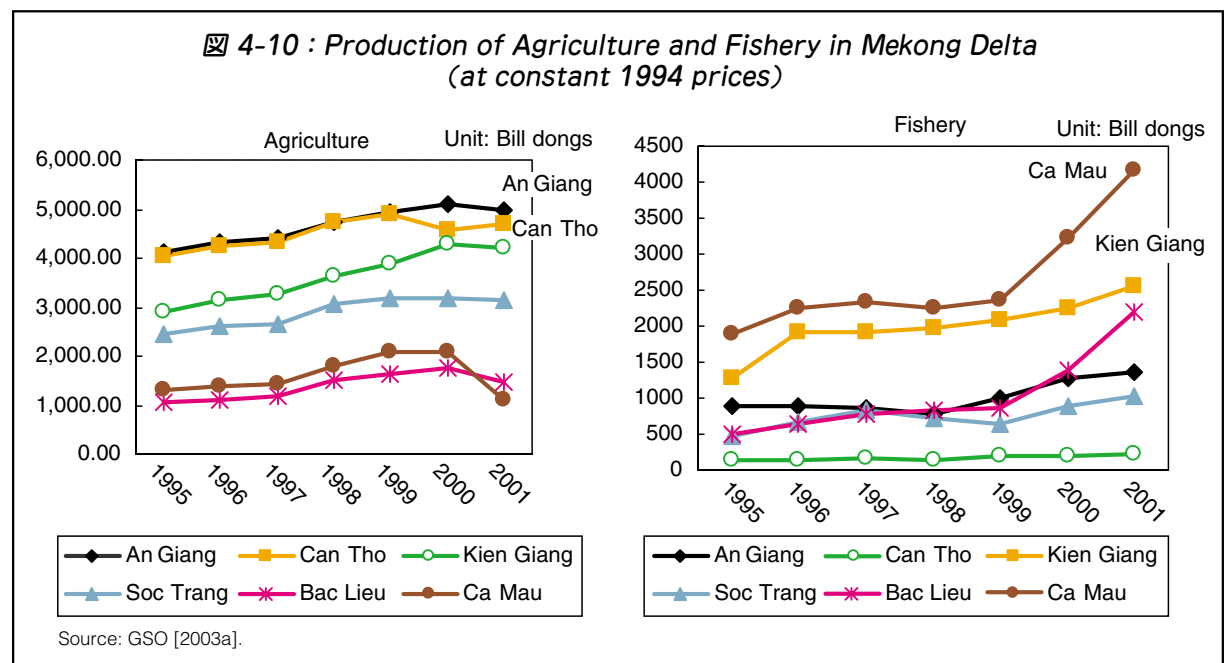 図 4-10 : Production of Agriculture and Fishery in Mekong Delta
(at constant 1994 prices)
Agriculture
Unit: Bill dongs
6,000.00
5,000.00
4,000.00
3,000.00
2,000.00
1,000.00
0.00
An Giang
Can Tho
1995
1996
1997
1998
1999
2000
2001
An Giang
Can Tho
Kien Giang
Soc Trang
Bac Lieu
Ca Mau
Fishery
Unit: Bill dongs
4500
4000
3500
3000
2500
2000
1500
1000
500
0
Ca Mau
Kien Giang
1995
1996
1997
1998
1999
2000
2001
An Giang
Can Tho
Kien Giang
Soc Trang
Bac Lieu
Ca Mau
Source: GSO [2003a].